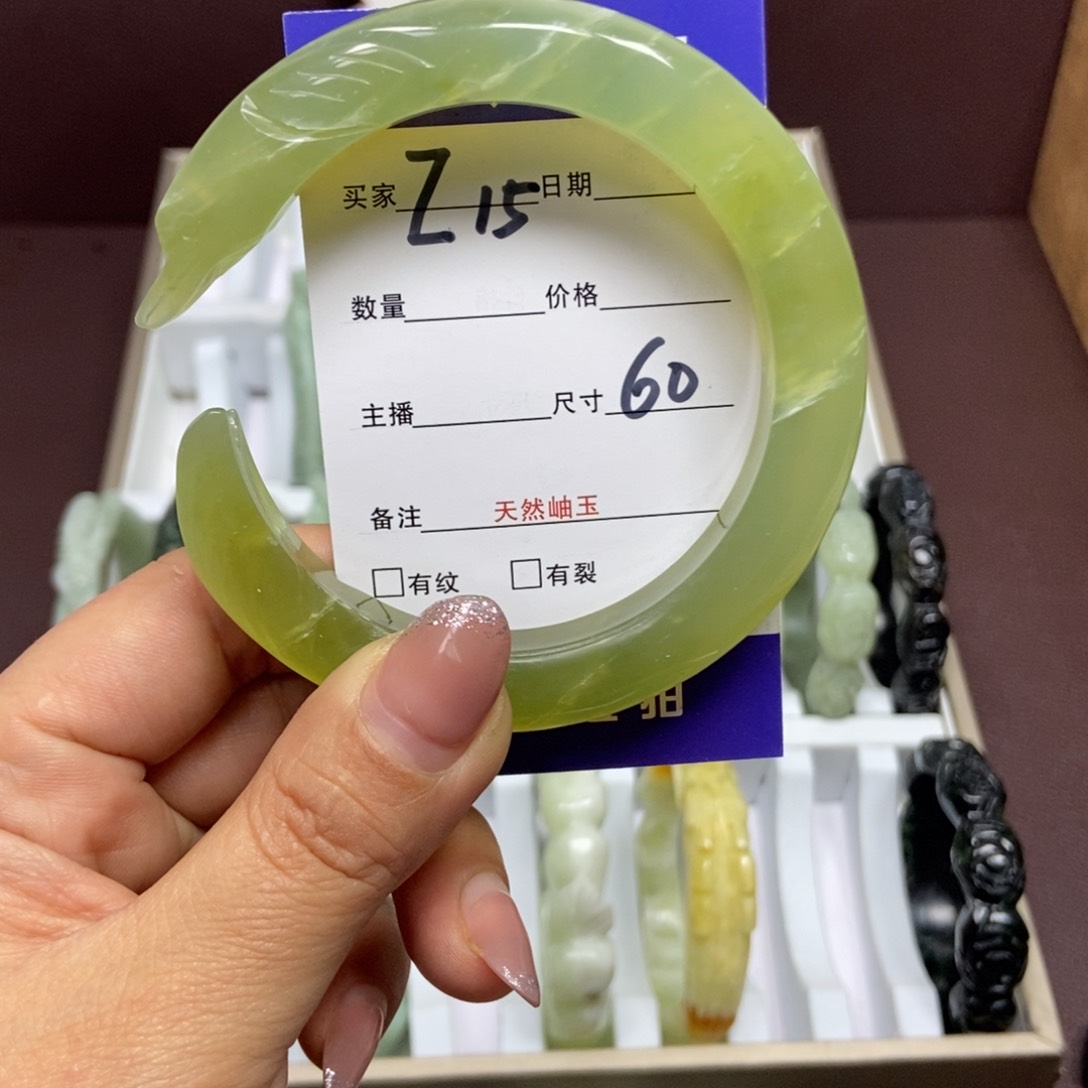 买家 Z 15 日期
数量 价格
主播 尺寸 60
备注 天然岫玉
□有纹 □有裂